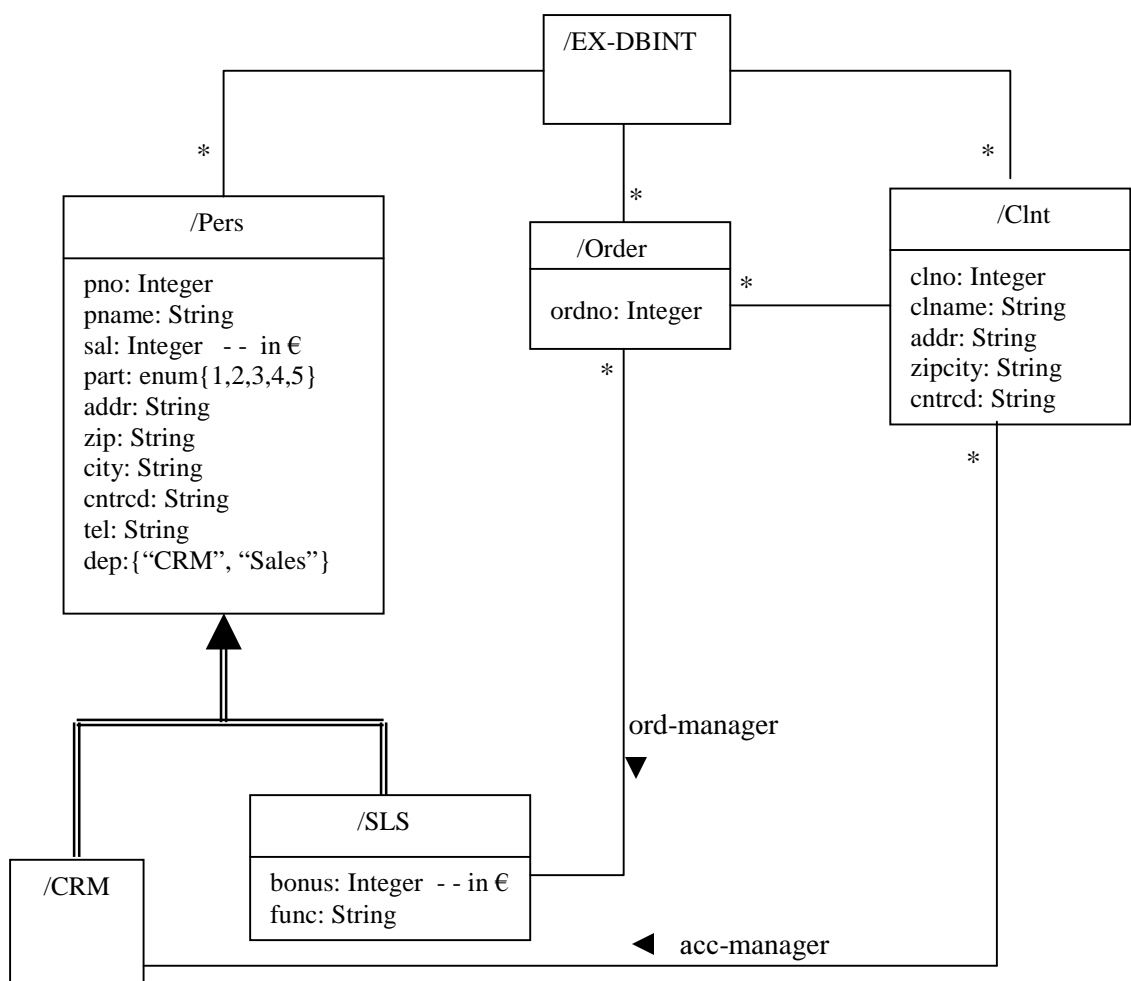 /EX-DBINT
*
*
*
/Pers
pno: Integer
pname: String
sal: Integer - - in €
part: enum{1,2,3,4,5}
addr: String
zip: String
city: String
cntrcd: String
tel: String
dep:{“CRM”, “Sales”}
/Order
ordno: Integer
*
*
/Clnt
clno: Integer
clname: String
addr: String
zipcity: String
cntrcd: String
*
ord-manager
/SLS
bonus: Integer - - in €
func: String
/CRM
acc-manager